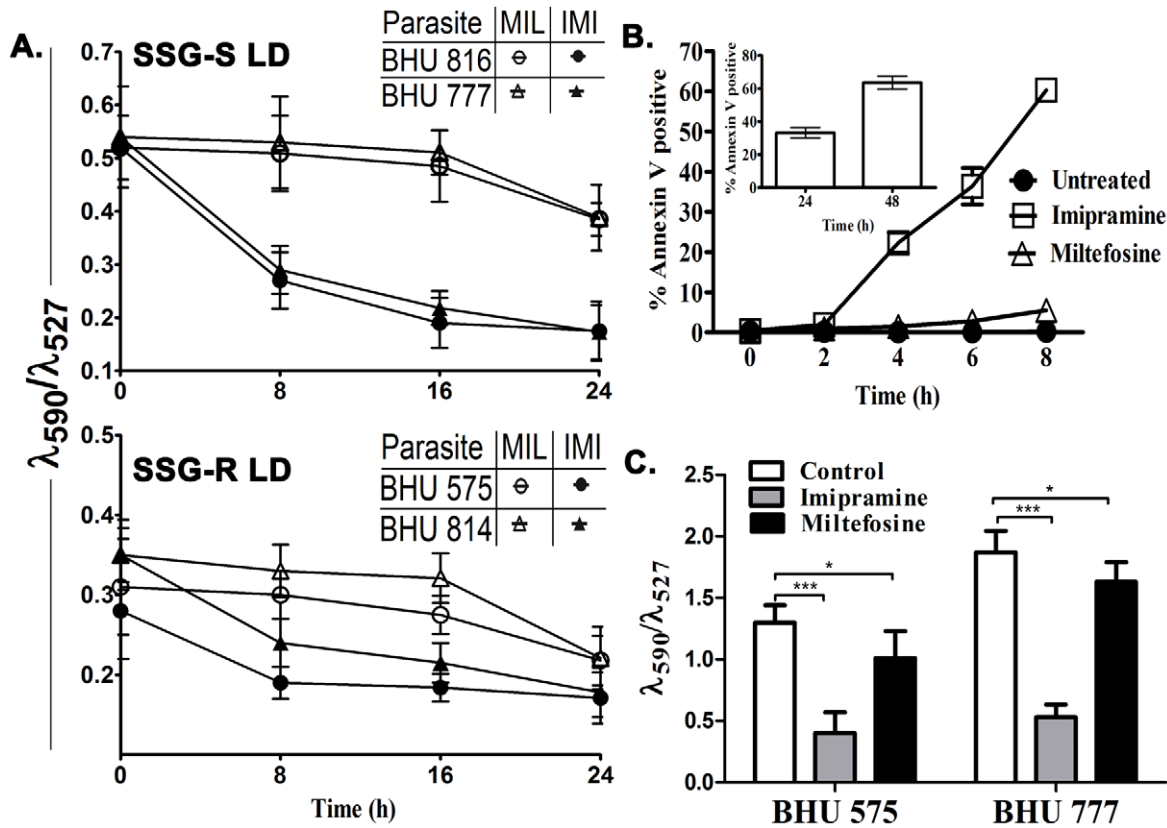 A.
λ590/λ527
SSG-S LD
Parasite MIL IMI
BHU 816
BHU 777
0.7
0.6
0.5
0.4
0.3
0.2
0.1
0 8 16 24
SSG-R LD
Parasite MIL IMI
BHU 575
BHU 814
0.5
0.4
0.3
0.2
0 8 16 24
Time (h)
B.
% Annexin V positive
70
60
50
40
30
20
10
0
0 2 4 6 8
Time (h)
% Annexin V positive
80
60
40
20
0
24 48
Time (h)
Untreated
Imipramine
Miltefosine
C.
Control
Imipramine
Miltefosine
λ590/λ527
2.5
2.0
1.5
1.0
0.5
0.0
*
***
*
***
BHU 575 BHU 777